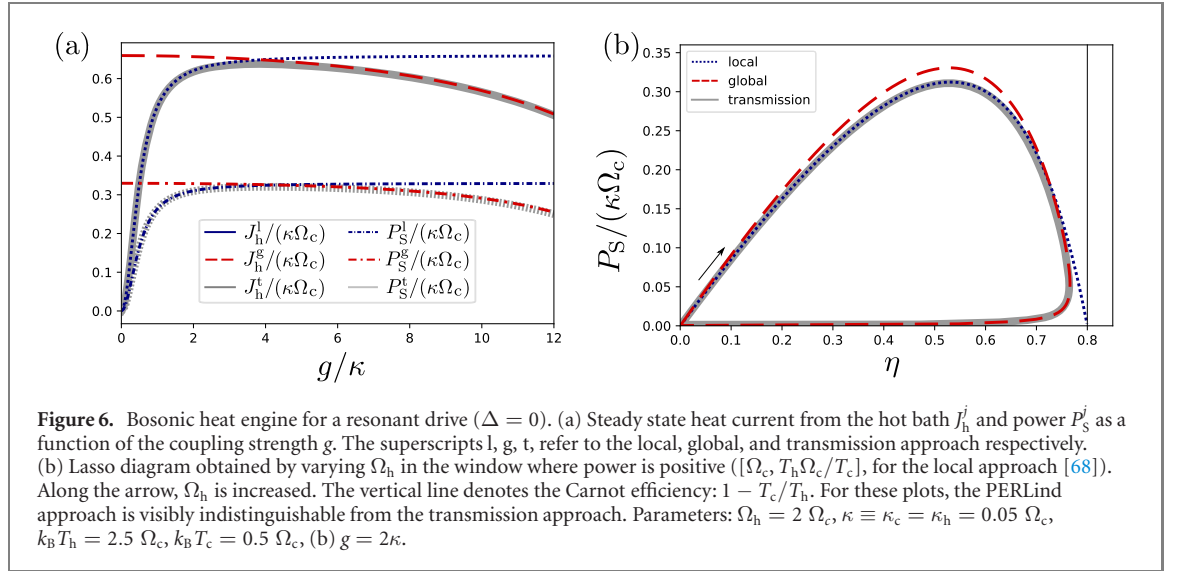 (a)
0.6
0.5
0.4
0.3
0.2
0.1
0.0
J_h^l/(κΩ_c)
J_h^g/(κΩ_c)
J_h^t/(κΩ_c)
P_S^l/(κΩ_c)
P_S^g/(κΩ_c)
P_S^t/(κΩ_c)
0 2 4 6 8 10 12
g/κ
(b)
P_S/(κΩ_c)
0.35
0.30
0.25
0.20
0.15
0.10
0.05
0.00
local
global
transmission
0.0 0.1 0.2 0.3 0.4 0.5 0.6 0.7 0.8
η
Figure 6. Bosonic heat engine for a resonant drive (Δ = 0). (a) Steady state heat current from the hot bath J_h^j and power P_S^j as a
function of the coupling strength g. The superscripts l, g, t, refer to the local, global, and transmission approach respectively.
(b) Lasso diagram obtained by varying Ω_h in the window where power is positive ([Ω_c, T_hΩ_c/T_c], for the local approach [68]).
Along the arrow, Ω_h is increased. The vertical line denotes the Carnot efficiency: 1 − T_c/T_h. For these plots, the PERLind
approach is visibly indistinguishable from the transmission approach. Parameters: Ω_h = 2 Ω_c, κ ≡ κ_c = κ_h = 0.05 Ω_c,
k_BT_h = 2.5 Ω_c, k_BT_c = 0.5 Ω_c, (b) g = 2κ.